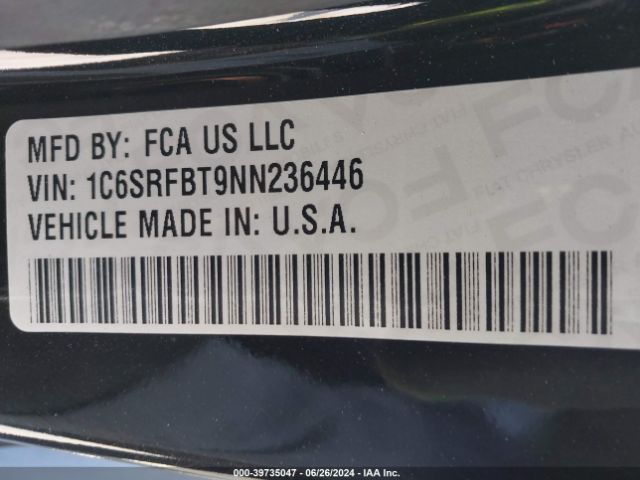 MFD BY: FCA US LLC
VIN: 1C6SRFBT9NN236446
VEHICLE MADE IN: U.S.A.
000-39735047 - 06/26/2024 - IAA Inc.